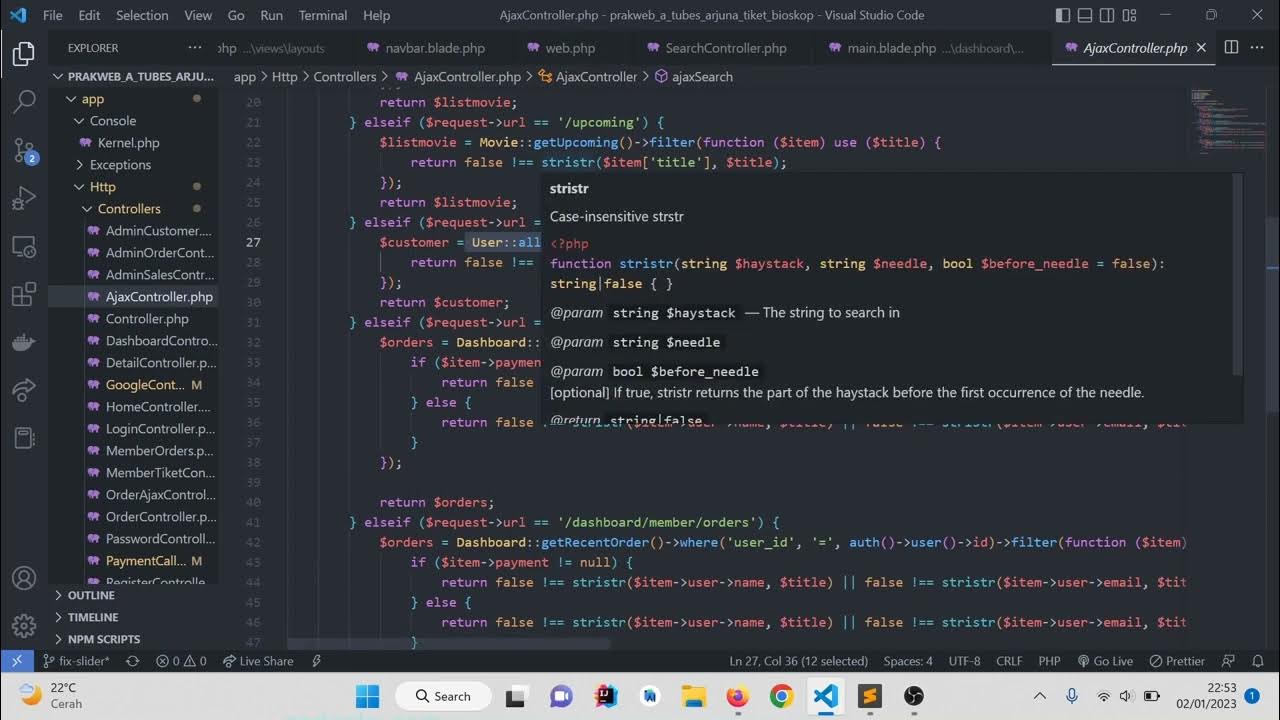 File Edit Selection View Go Run Terminal Help
AjaxController.php - prakweb_a_tubes_arjuna_tiket_bioskop - Visual Studio Code
EXPLORER ...
php ...\views\layouts
navbar.blade.php
web.php
SearchController.php
main.blade.php ...\dashboard\...
AjaxController.php
PRAKWEB_A_TUBES_ARJU...
app > Http > Controllers > AjaxController.php > AjaxController > ajaxSearch
app
Console
Kernel.php
Exceptions
Http
Controllers
AdminCustomer....
AdminOrderCont...
AdminSalesContr...
AjaxController.php
Controller.php
DashboardContro...
DetailController.p...
GoogleCont... M
HomeController.p...
LoginController.p...
MemberOrders.p...
MemberTiketCon...
OrderAjaxControl...
OrderController.p...
PasswordControll...
PaymentCall... M
RegisterControlle
OUTLINE
TIMELINE
NPM SCRIPTS
20 return $listmovie;
21 } elseif ($request->url == '/upcoming') {
22 $listmovie = Movie::getUpcoming()->filter(function ($item) use ($title) {
23 return false !== stristr($item['title'], $title);
24 });
25 return $listmovie;
26 } elseif ($request->url =
27 $customer = User::all
28 return false !==
29 });
30 return $customer;
31 } elseif ($request->url =
32 $orders = Dashboard::
33 if ($item->paymen
34 return false
35 } else {
36 return false
37 }
38 });
39
40 return $orders;
41 } elseif ($request->url == '/dashboard/member/orders') {
42 $orders = Dashboard::getRecentOrder()->where('user_id', '=', auth()->user()->id)->filter(function ($item)
43 if ($item->payment != null) {
44 return false !== stristr($item->user->name, $title) || false !== stristr($item->user->email, $tit
45 } else {
46 return false !== stristr($item->user->name, $title) || false !== stristr($item->user->email, $tit
47 }
stristr
Case-insensitive strstr
<?php
function stristr(string $haystack, string $needle, bool $before_needle = false):
string|false { }
@param string $haystack — The string to search in
@param string $needle
@param bool $before_needle
[optional] If true, stristr returns the part of the haystack before the first occurrence of the needle.
@return string|false
2
fix-slider* 0 0 Live Share Ln 27, Col 36 (12 selected) Spaces: 4 UTF-8 CRLF PHP Go Live Prettier
22°C
Cerah
Search
22:53
02/01/2023
1